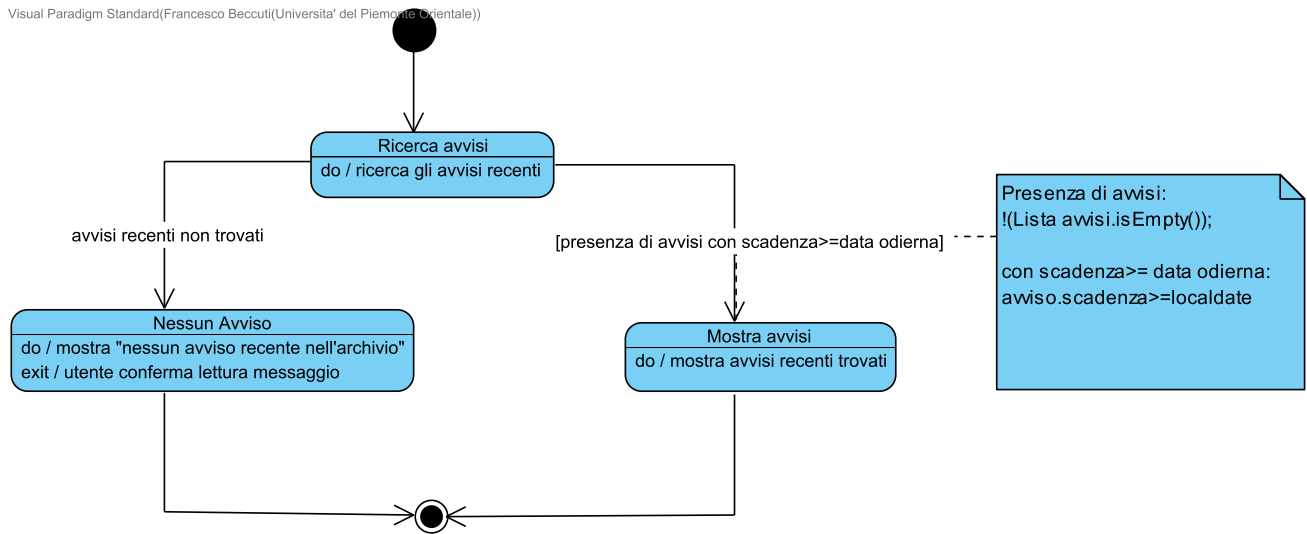 Visual Paradigm Standard(Francesco Beccuti(Universita' del Piemonte Orientale))
Ricerca avvisi
do / ricerca gli avvisi recenti
avvisi recenti non trovati
[presenza di avvisi con scadenza>=data odierna]
Presenza di avvisi:
!(Lista avvisi.isEmpty());
con scadenza>= data odierna:
avviso.scadenza>=localdate
Nessun Avviso
do / mostra "nessun avviso recente nell'archivio"
exit / utente conferma lettura messaggio
Mostra avvisi
do / mostra avvisi recenti trovati